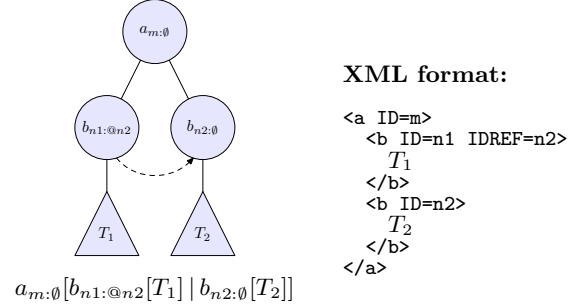 a_{m:∅}
b_{n1:@n2}
b_{n2:∅}
T_1
T_2
a_{m:∅}[b_{n1:@n2}[T_1] | b_{n2:∅}[T_2]]
XML format:
<a ID=m>
<b ID=n1 IDREF=n2>
T_1
</b>
<b ID=n2>
T_2
</b>
</a>